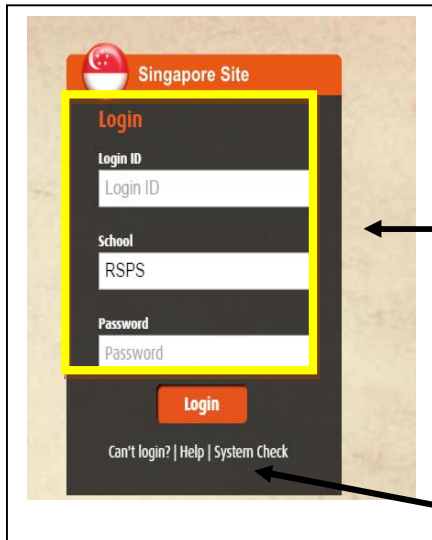 Singapore Site
Login
Login ID
Login ID
School
RSPS
Password
Password
Login
Can't login? | Help | System Check